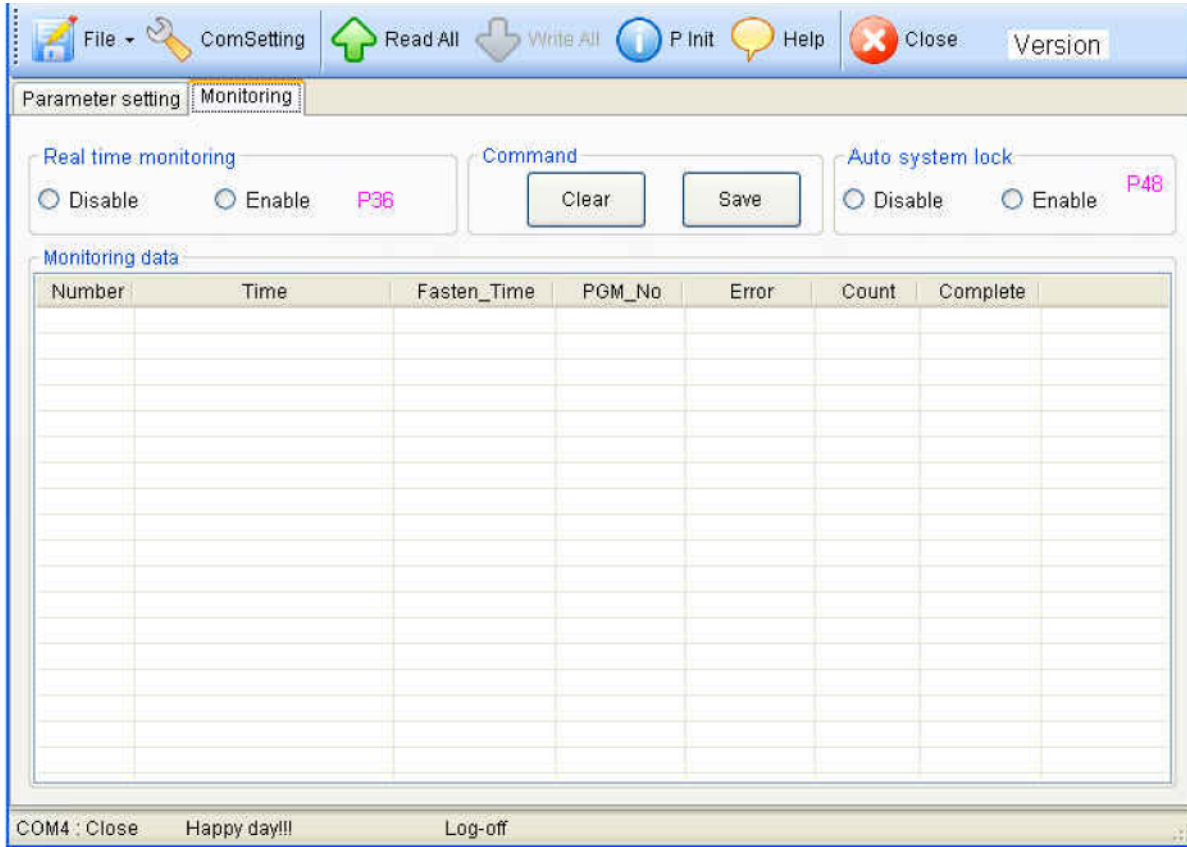 File ComSetting Read All Write All P Init Help Close Version
Parameter setting Monitoring
Real time monitoring Command Auto system lock
Disable Enable P36 Clear Save Disable Enable P48
Monitoring data
Number Time Fasten_Time PGM_No Error Count Complete
COM4 : Close Happy day!!! Log-off